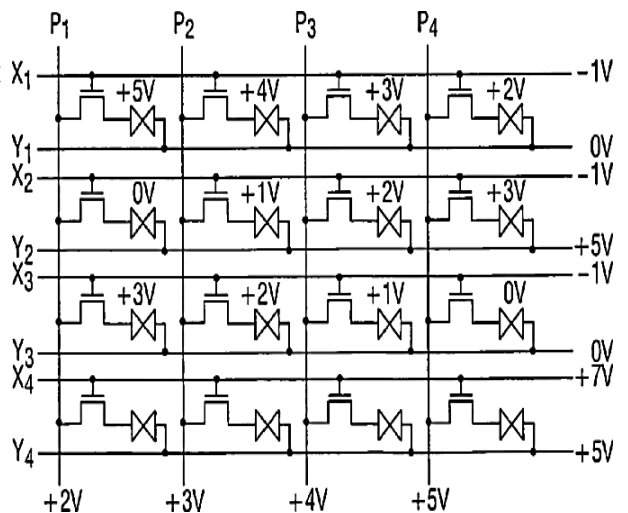 P1 P2 P3 P4
X1 -1V
+5V +4V +3V +2V
Y1 0V
X2 -1V
0V +1V +2V +3V
Y2 +5V
X3 -1V
+3V +2V +1V 0V
Y3 0V
X4 +7V
Y4 +5V
+2V +3V +4V +5V